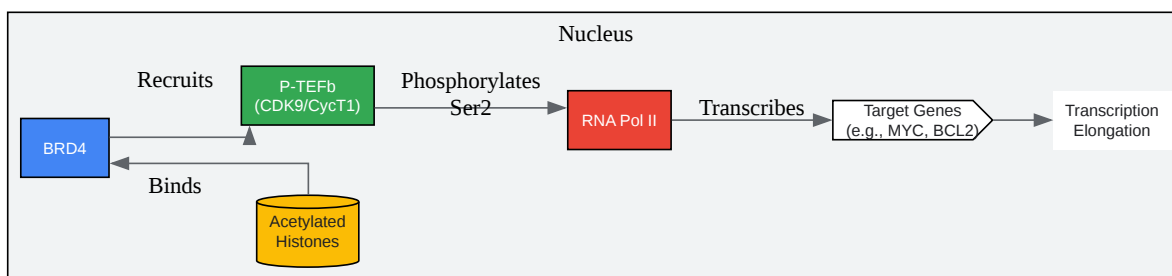 Nucleus
Recruits
P-TEFb
(CDK9/CycT1)
Phosphorylates
Ser2
RNA Pol II
Transcribes
Target Genes
(e.g., MYC, BCL2)
Transcription
Elongation
BRD4
Binds
Acetylated
Histones